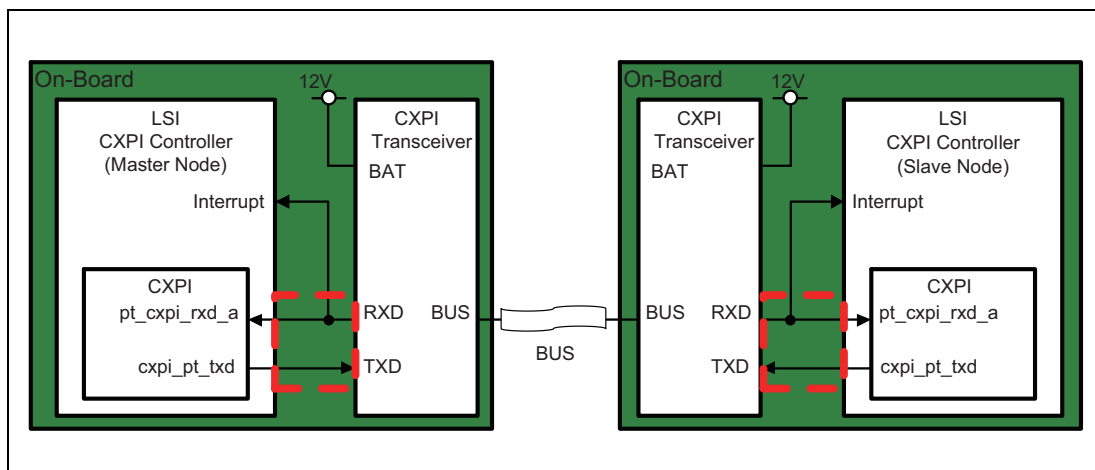 On-Board
12V
LSI
CXPI Controller
(Master Node)
CXPI
Transceiver
BAT
Interrupt
CXPI
pt_cxpi_rxd_a
cxpi_pt_txd
RXD
TXD
BUS
BUS
On-Board
12V
CXPI
Transceiver
BAT
LSI
CXPI Controller
(Slave Node)
Interrupt
BUS
RXD
TXD
CXPI
pt_cxpi_rxd_a
cxpi_pt_txd